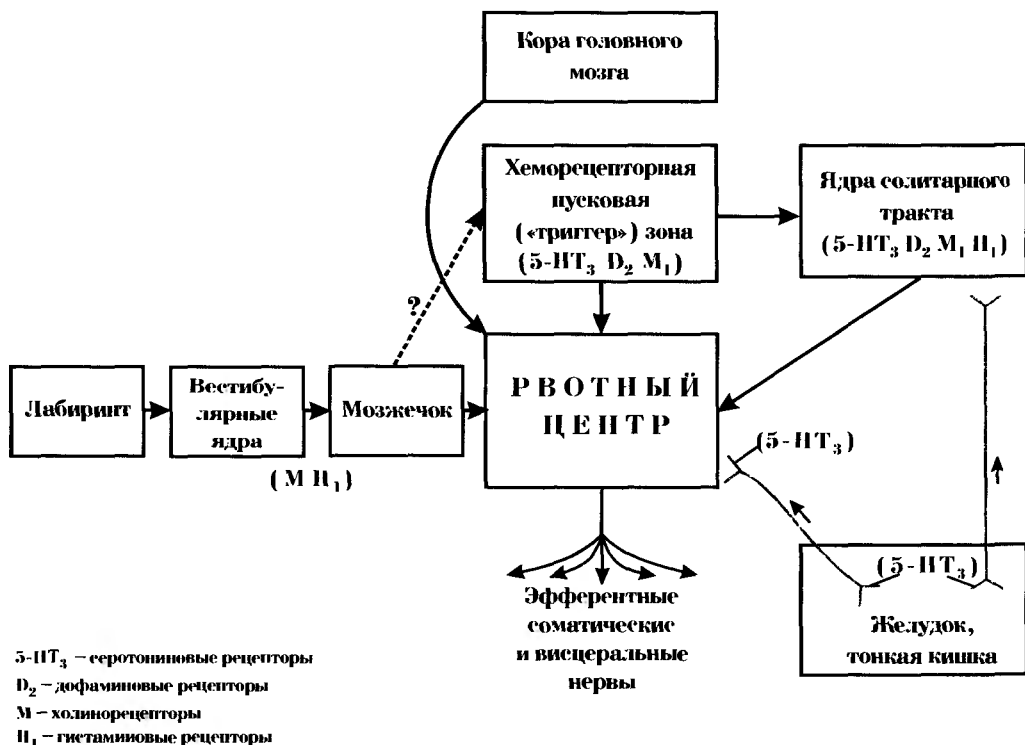 Кора головного
мозга
Хеморецепторная
пусковая
(«триггер») зона
(5-HT₃ D₂ M₁)
Ядра солитарного
тракта
(5-HT₃ D₂ M₁ H₁)
?
Лабиринт
Вестибу-
лярные
ядра
Мозжечок
(M H₁)
РВОТНЫЙ
ЦЕНТР
(5-HT₃)
(5-HT₃)
Желудок,
тонкая кишка
Эфферентные
соматические
и висцеральные
нервы
5-HT₃ – серотониновые рецепторы
D₂ – дофаминовые рецепторы
M – холинорецепторы
H₁ – гистаминовые рецепторы